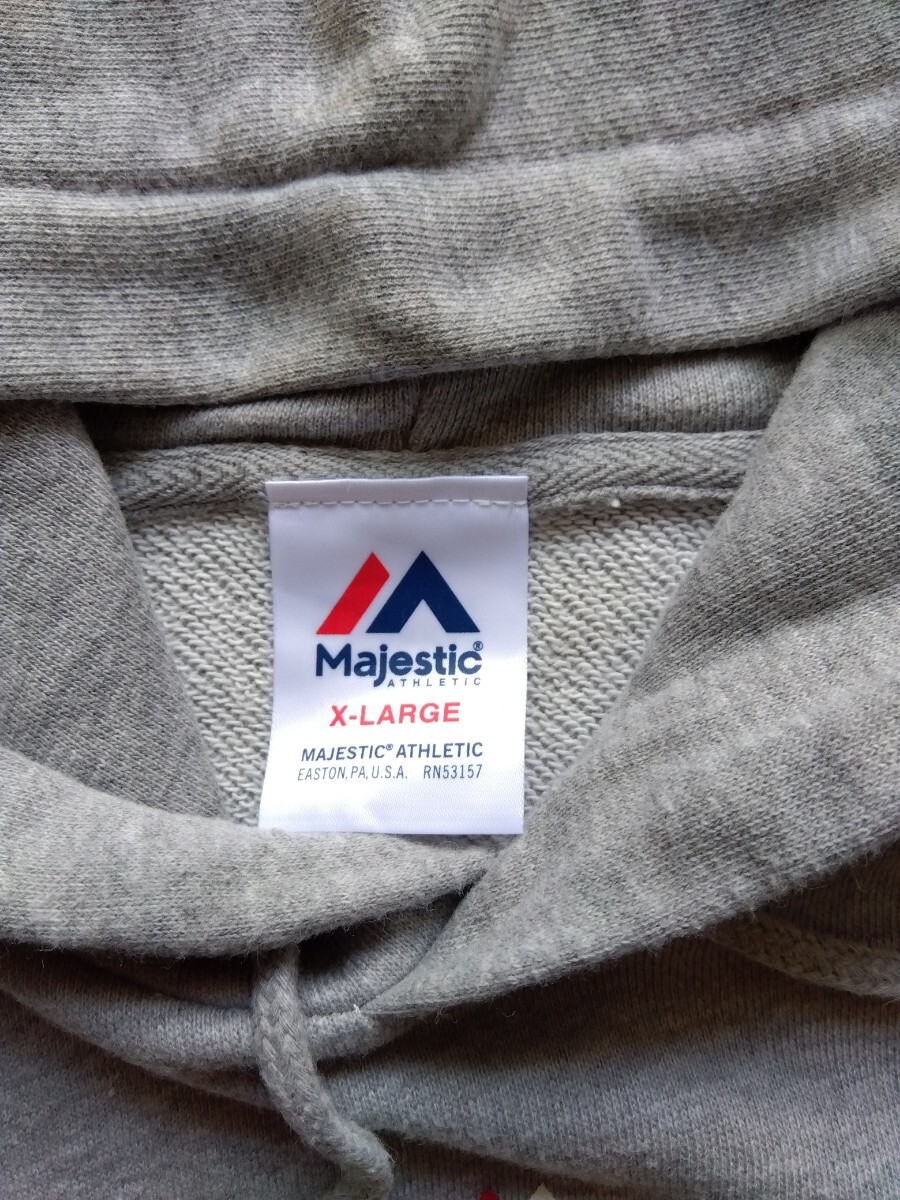 Majestic®
ATHLETIC
X-LARGE
MAJESTIC® ATHLETIC
EASTON, PA, U.S.A. RN53157